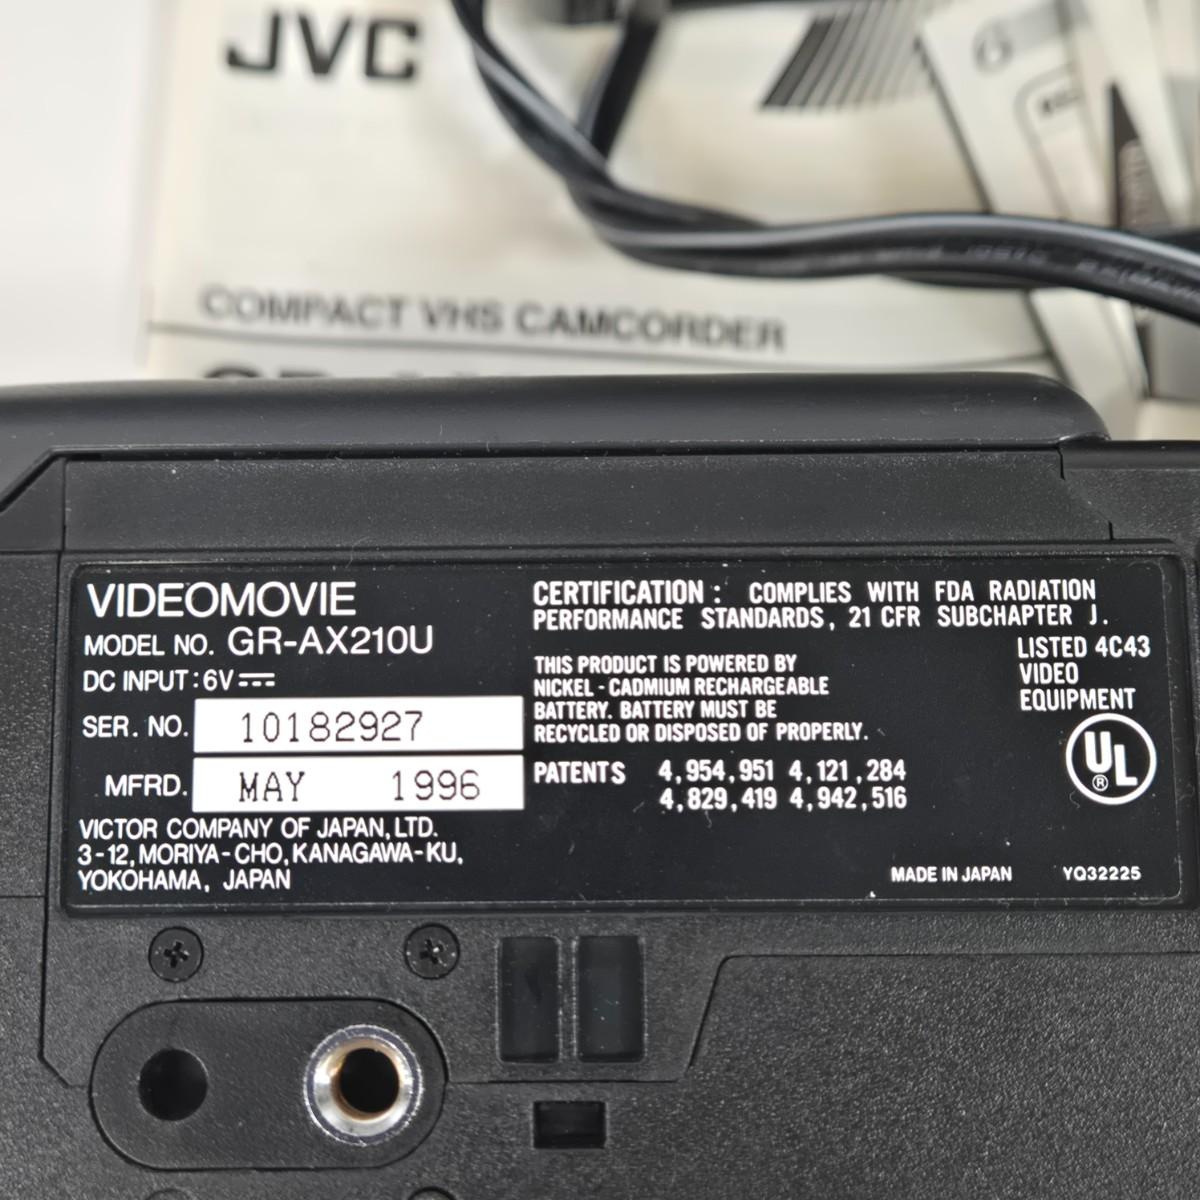 JVC
COMPACT VHS CAMCORDER
VIDEOMOVIE
MODEL NO. GR-AX210U
DC INPUT : 6V
SER. NO. 10182927
MFRD. MAY 1996
VICTOR COMPANY OF JAPAN, LTD.
3-12, MORIYA-CHO, KANAGAWA-KU,
YOKOHAMA, JAPAN
CERTIFICATION : COMPLIES WITH FDA RADIATION
PERFORMANCE STANDARDS, 21 CFR SUBCHAPTER J.
THIS PRODUCT IS POWERED BY
NICKEL-CADMIUM RECHARGEABLE
BATTERY. BATTERY MUST BE
RECYCLED OR DISPOSED OF PROPERLY.
PATENTS 4,954,951 4,121,284
4,829,419 4,942,516
LISTED 4C43
VIDEO
EQUIPMENT
UL
®
MADE IN JAPAN YQ32225